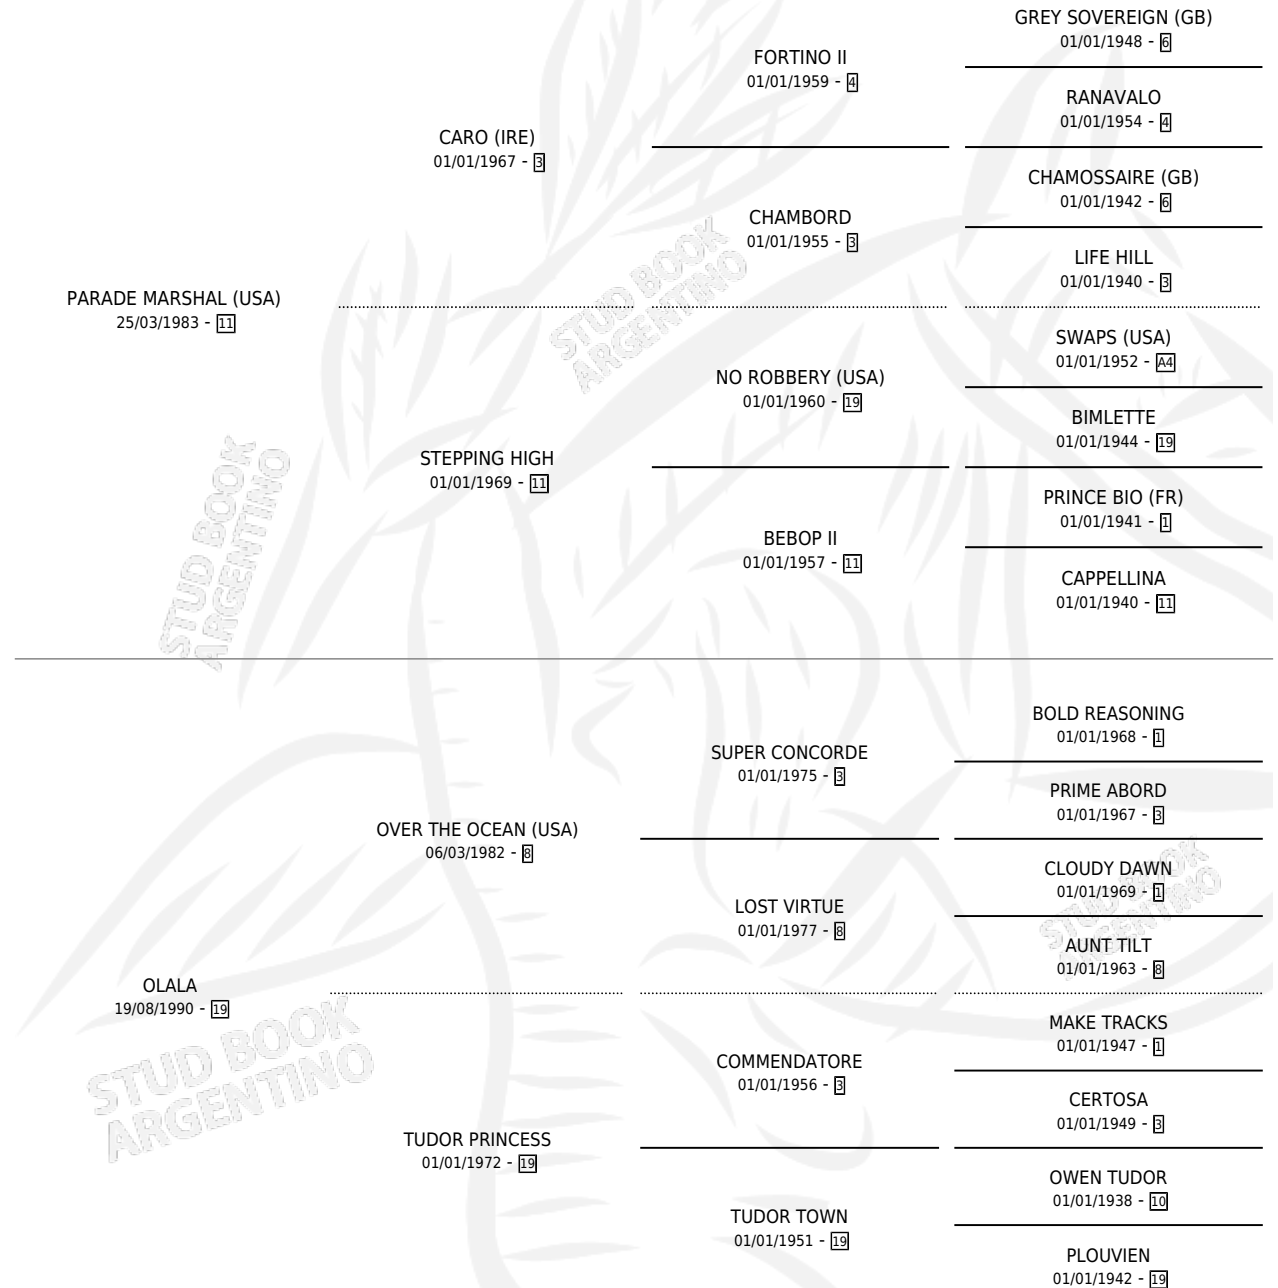 GREY SOVEREIGN (GB)
01/01/1948 - 6
FORTINO II
01/01/1959 - 4
RANAVALO
01/01/1954 - 4
CARO (IRE)
01/01/1967 - 3
CHAMOSSAIRE (GB)
01/01/1942 - 6
CHAMBORD
01/01/1955 - 3
LIFE HILL
01/01/1940 - 3
PARADE MARSHAL (USA)
25/03/1983 - 11
SWAPS (USA)
01/01/1952 - A4
NO ROBBERY (USA)
01/01/1960 - 19
BIMLETTE
01/01/1944 - 19
STEPPING HIGH
01/01/1969 - 11
PRINCE BIO (FR)
01/01/1941 - 1
BEBOP II
01/01/1957 - 11
CAPPELLINA
01/01/1940 - 11
BOLD REASONING
01/01/1968 - 1
SUPER CONCORDE
01/01/1975 - 3
PRIME ABORD
01/01/1967 - 3
OVER THE OCEAN (USA)
06/03/1982 - 8
CLOUDY DAWN
01/01/1969 - 1
LOST VIRTUE
01/01/1977 - 8
AUNT TILT
01/01/1963 - 8
OLALA
19/08/1990 - 19
MAKE TRACKS
01/01/1947 - 1
COMMENDATORE
01/01/1956 - 3
CERTOSA
01/01/1949 - 3
TUDOR PRINCESS
01/01/1972 - 19
OWEN TUDOR
01/01/1938 - 10
TUDOR TOWN
01/01/1951 - 19
PLOUVIEN
01/01/1942 - 19
STUD BOOK
ARGENTINO
STUD BOOK
ARGENTINO
STUD BOOK
ARGENTINO
STUD BOOK
ARGENTINO